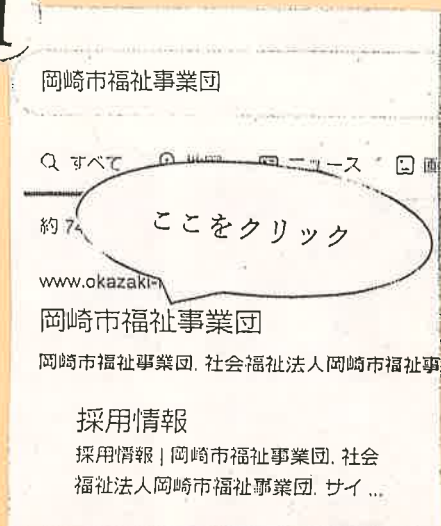 岡崎市福祉事業団
すべて
ニュース
ここをクリック
約 74
www.okazaki-
岡崎市福祉事業団
岡崎市福祉事業団. 社会福祉法人岡崎市福祉事
採用情報
採用情報 | 岡崎市福祉事業団. 社会
福祉法人岡崎市福祉事業団. サイ ...